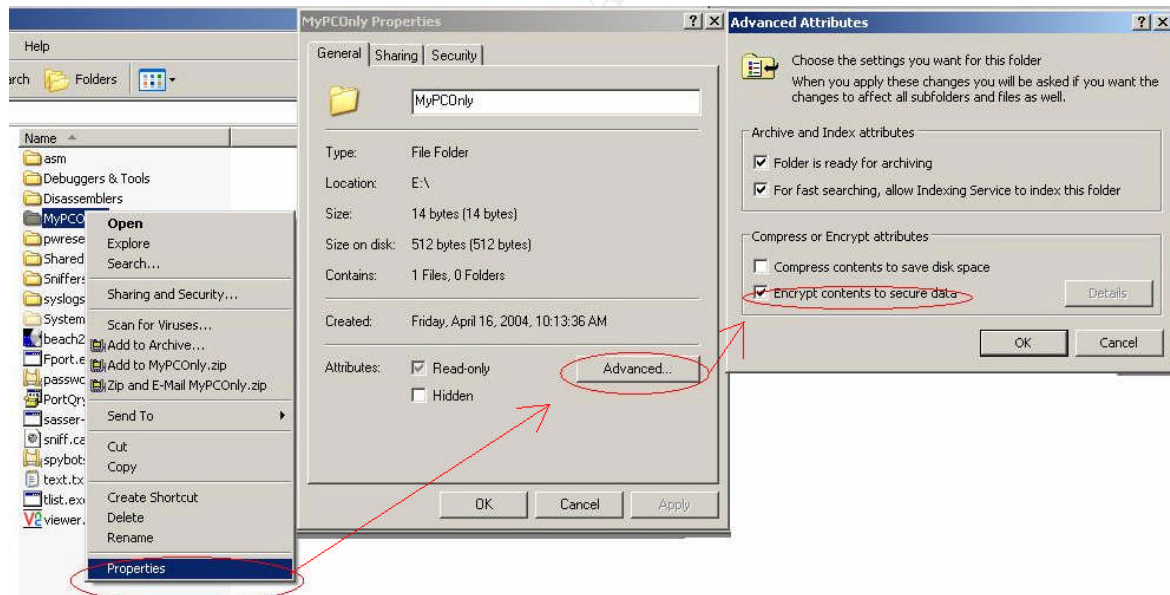 Help
arch Folders
Name
asm
Debuggers & Tools
Disassemblers
MyPCO
pwrese
Shared
Sniffers
syslogs
System
beach2
Fport.e
passwo
PortQry
sasser-
sniff.ca
spybot
text.tx
tlist.exe
viewer.
Open
Explore
Search...
Sharing and Security...
Scan for Viruses...
Add to Archive...
Add to MyPCOnly.zip
Zip and E-Mail MyPCOnly.zip
Send To
Cut
Copy
Create Shortcut
Delete
Rename
Properties
MyPCOnly Properties
General Sharing Security
MyPCOnly
Type: File Folder
Location: E:\
Size: 14 bytes (14 bytes)
Size on disk: 512 bytes (512 bytes)
Contains: 1 Files, 0 Folders
Created: Friday, April 16, 2004, 10:13:36 AM
Attributes: Read-only Advanced...
Hidden
OK Cancel Apply
Advanced Attributes
Choose the settings you want for this folder
When you apply these changes you will be asked if you want the
changes to affect all subfolders and files as well.
Archive and Index attributes
Folder is ready for archiving
For fast searching, allow Indexing Service to index this folder
Compress or Encrypt attributes
Compress contents to save disk space
Encrypt contents to secure data Details
OK Cancel